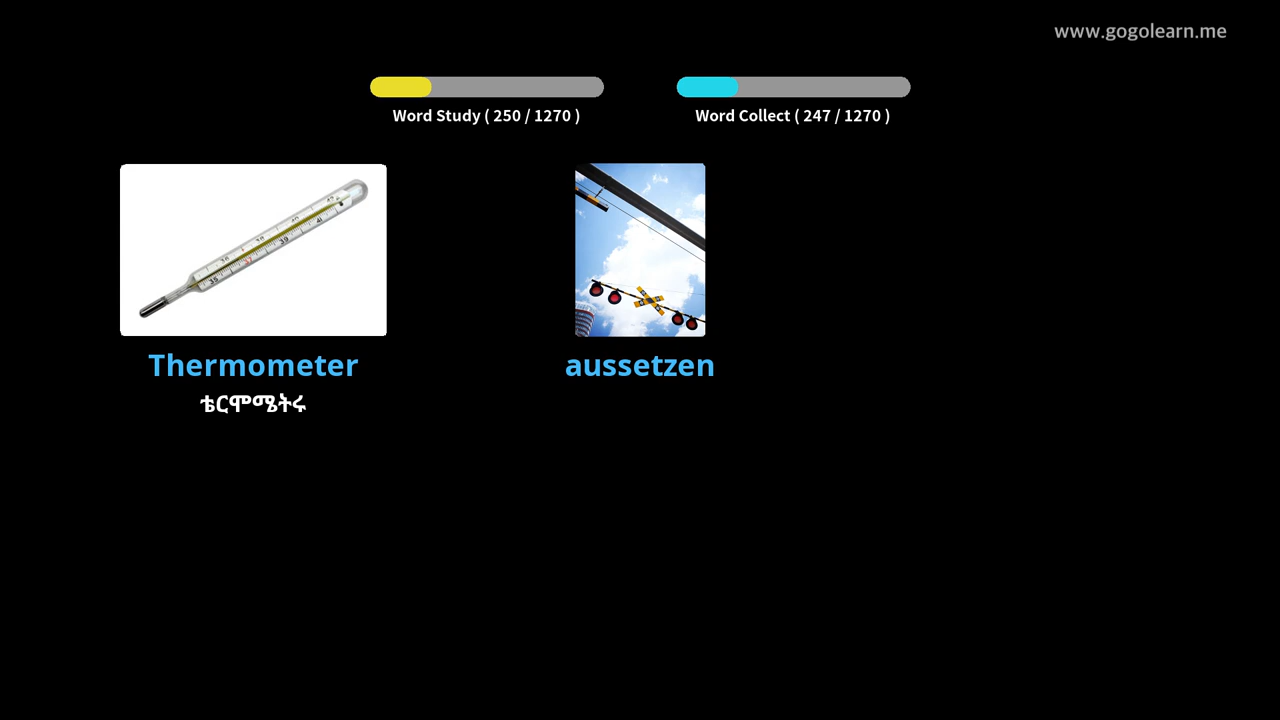 www.gogolearn.me
Word Study ( 250 / 1270 )
Word Collect ( 247 / 1270 )
Thermometer
aussetzen
ቴርሞሜትሩ